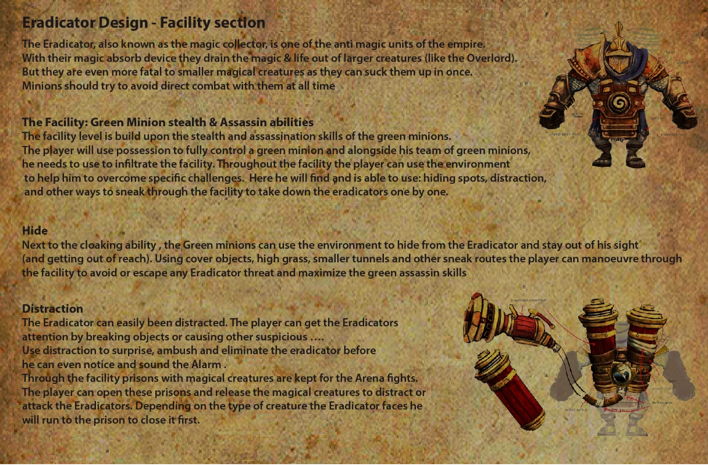 Eradicator Design - Facility section
The Eradicator, also known as the magic collector, is one of the anti magic units of the empire.
With their magic absorb device they drain the magic & life out of larger creatures (like the Overlord).
But they are even more fatal to smaller magical creatures as they can suck them up in once.
Minions should try to avoid direct combat with them at all time
The Facility: Green Minion stealth & Assassin abilities
The facility level is build upon the stealth and assassination skills of the green minions.
The player will use possession to fully control a green minion and alongside his team of green minions,
he needs to use to infiltrate the facility. Throughout the facility the player can use the environment
to help him to overcome specific challenges. Here he will find and is able to use: hiding spots, distraction,
and other ways to sneak through the facility to take down the eradicators one by one.
Hide
Next to the cloaking ability , the Green minions can use the environment to hide from the Eradicator and stay out of his sight
(and getting out of reach). Using cover objects, high grass, smaller tunnels and other sneak routes the player can manoeuvre through
the facility to avoid or escape any Eradicator threat and maximize the green assassin skills
Distraction
The Eradicator can easily been distracted. The player can get the Eradicators
attention by breaking objects or causing other suspicious ....
Use distraction to surprise, ambush and eliminate the eradicator before
he can even notice and sound the Alarm .
Through the facility prisons with magical creatures are kept for the Arena fights.
The player can open these prisons and release the magical creatures to distract or
attack the Eradicators. Depending on the type of creature the Eradicator faces he
will run to the prison to close it first.